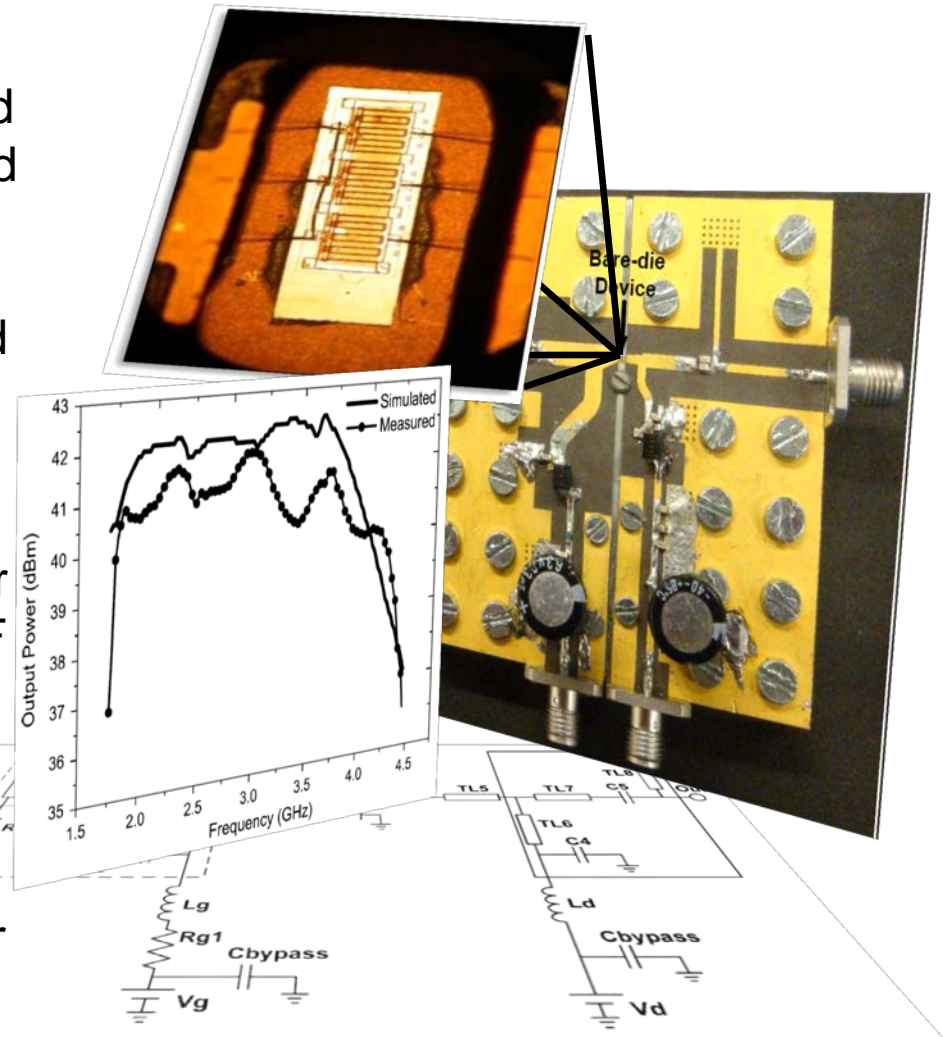 d
d
d
r
r
Bare-die
Device
43
42
41
40
39
38
37
36
35
Output Power (dBm)
Simulated
Measured
1.5
2.0
2.5
3.0
3.5
4.0
4.5
Frequency (GHz)
TL5
TL7
C5
TL8
TL6
C4
Lg
Rg1
Cbypass
Vg
Ld
Cbypass
Vd
-40~+85°C